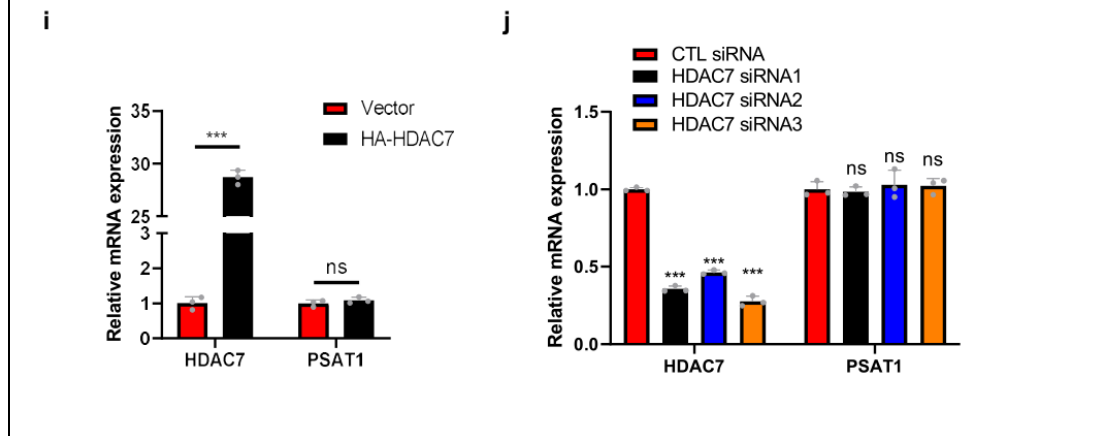 i
Relative mRNA expression
35
30
25
3
2
1
0
***
ns
Vector
HA-HDAC7
HDAC7
PSAT1
j
CTL siRNA
HDAC7 siRNA1
HDAC7 siRNA2
HDAC7 siRNA3
Relative mRNA expression
1.5
1.0
0.5
0.0
***
***
***
ns
ns
ns
HDAC7
PSAT1